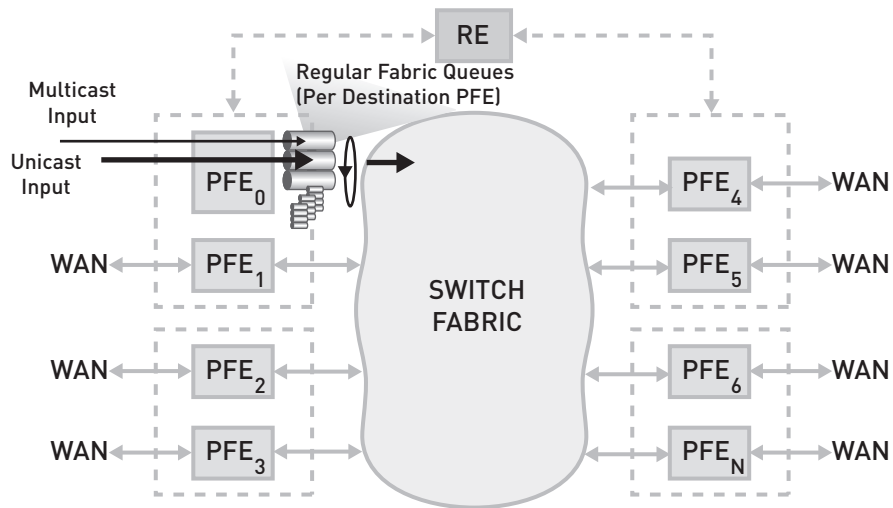 RE
Regular Fabric Queues
(Per Destination PFE)
Multicast
Input
Unicast
Input
PFE0
PFE4
WAN
WAN
PFE1
PFE5
WAN
SWITCH
FABRIC
WAN
PFE2
PFE6
WAN
WAN
PFE3
PFEN
WAN